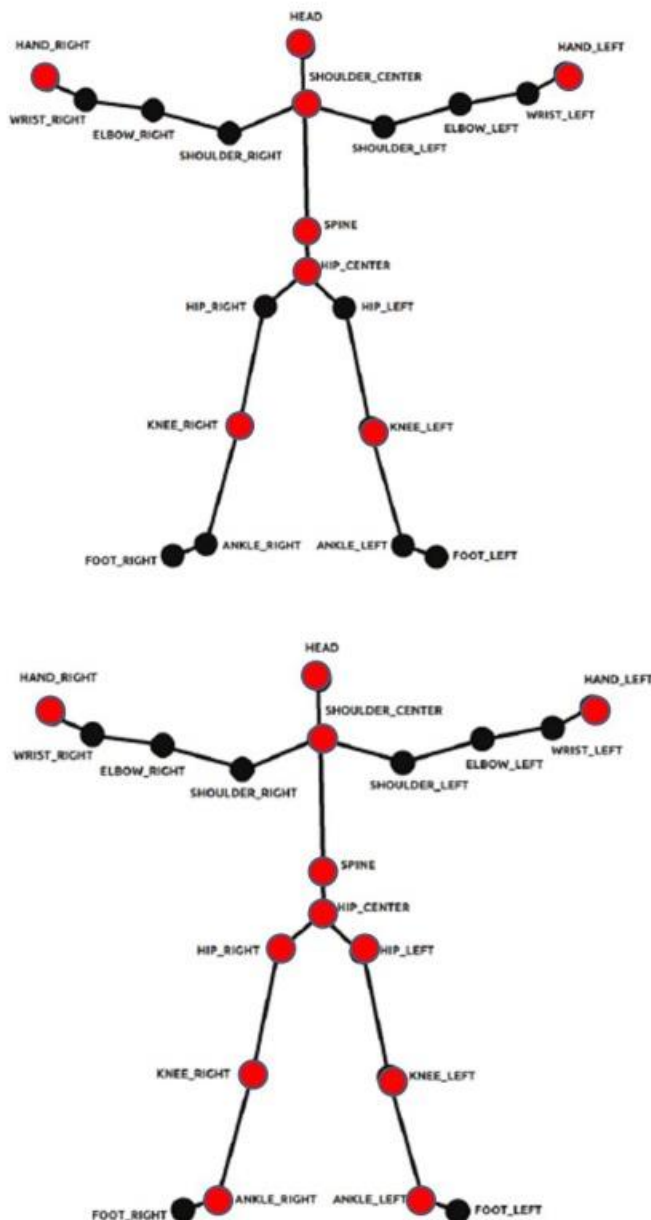 HEAD
HAND_RIGHT
HAND_LEFT
SHOULDER_CENTER
WRIST_RIGHT
WRIST_LEFT
ELBOW_RIGHT
ELBOW_LEFT
SHOULDER_RIGHT
SHOULDER_LEFT
SPINE
HIP_CENTER
HIP_RIGHT
HIP_LEFT
KNEE_RIGHT
KNEE_LEFT
ANKLE_RIGHT
ANKLE_LEFT
FOOT_RIGHT
FOOT_LEFT
HEAD
HAND_RIGHT
HAND_LEFT
SHOULDER_CENTER
WRIST_RIGHT
WRIST_LEFT
ELBOW_RIGHT
ELBOW_LEFT
SHOULDER_RIGHT
SHOULDER_LEFT
SPINE
HIP_CENTER
HIP_RIGHT
HIP_LEFT
KNEE_RIGHT
KNEE_LEFT
ANKLE_RIGHT
ANKLE_LEFT
FOOT_RIGHT
FOOT_LEFT